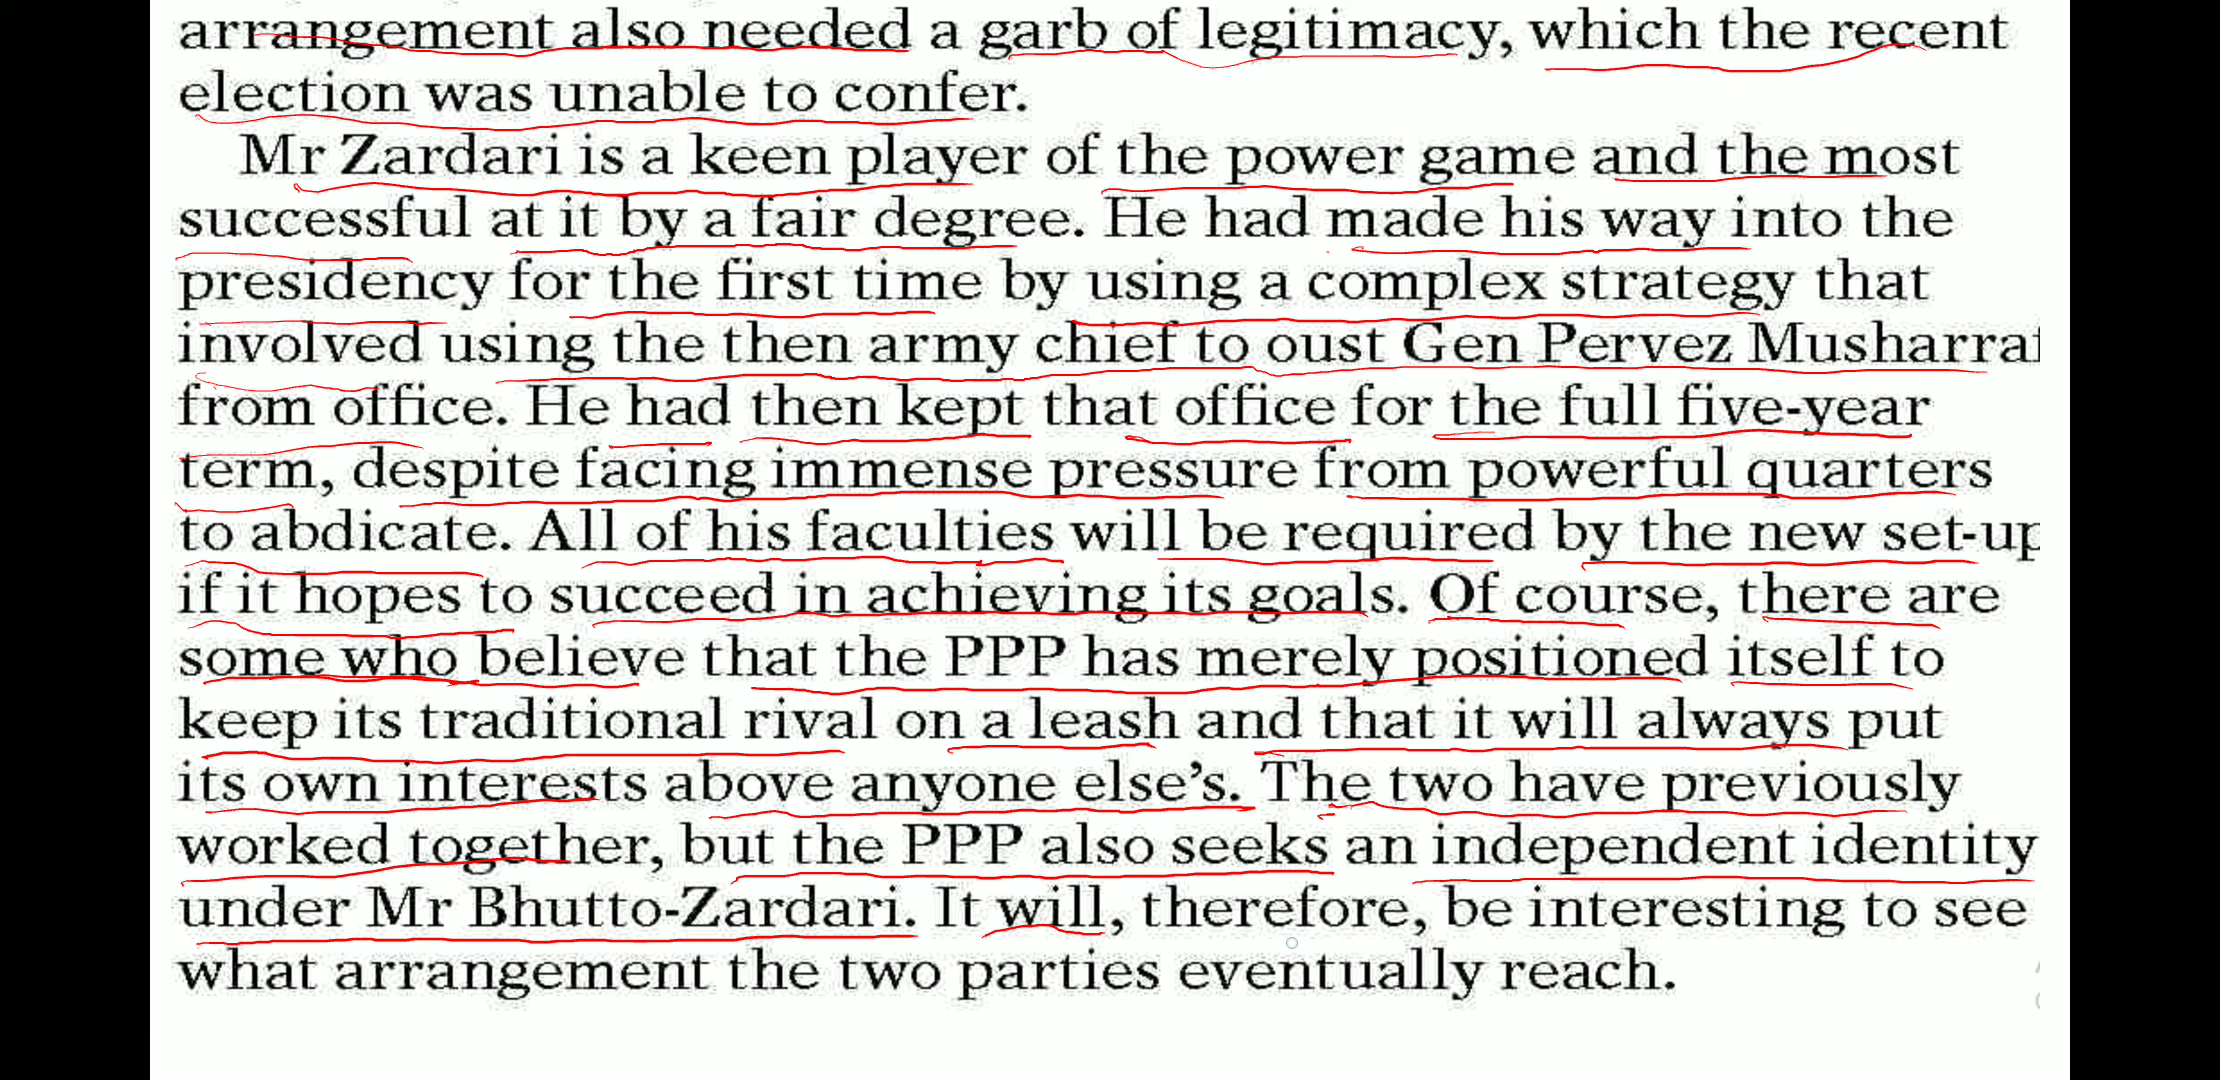 arrangement also needed a garb of legitimacy, which the recent
election was unable to confer.
Mr Zardari is a keen player of the power game and the most
successful at it by a fair degree. He had made his way into the
presidency for the first time by using a complex strategy that
involved using the then army chief to oust Gen Pervez Musharraf
from office. He had then kept that office for the full five-year
term, despite facing immense pressure from powerful quarters
to abdicate. All of his faculties will be required by the new set-up
if it hopes to succeed in achieving its goals. Of course, there are
some who believe that the PPP has merely positioned itself to
keep its traditional rival on a leash and that it will always put
its own interests above anyone else’s. The two have previously
worked together, but the PPP also seeks an independent identity
under Mr Bhutto-Zardari. It will, therefore, be interesting to see
what arrangement the two parties eventually reach.